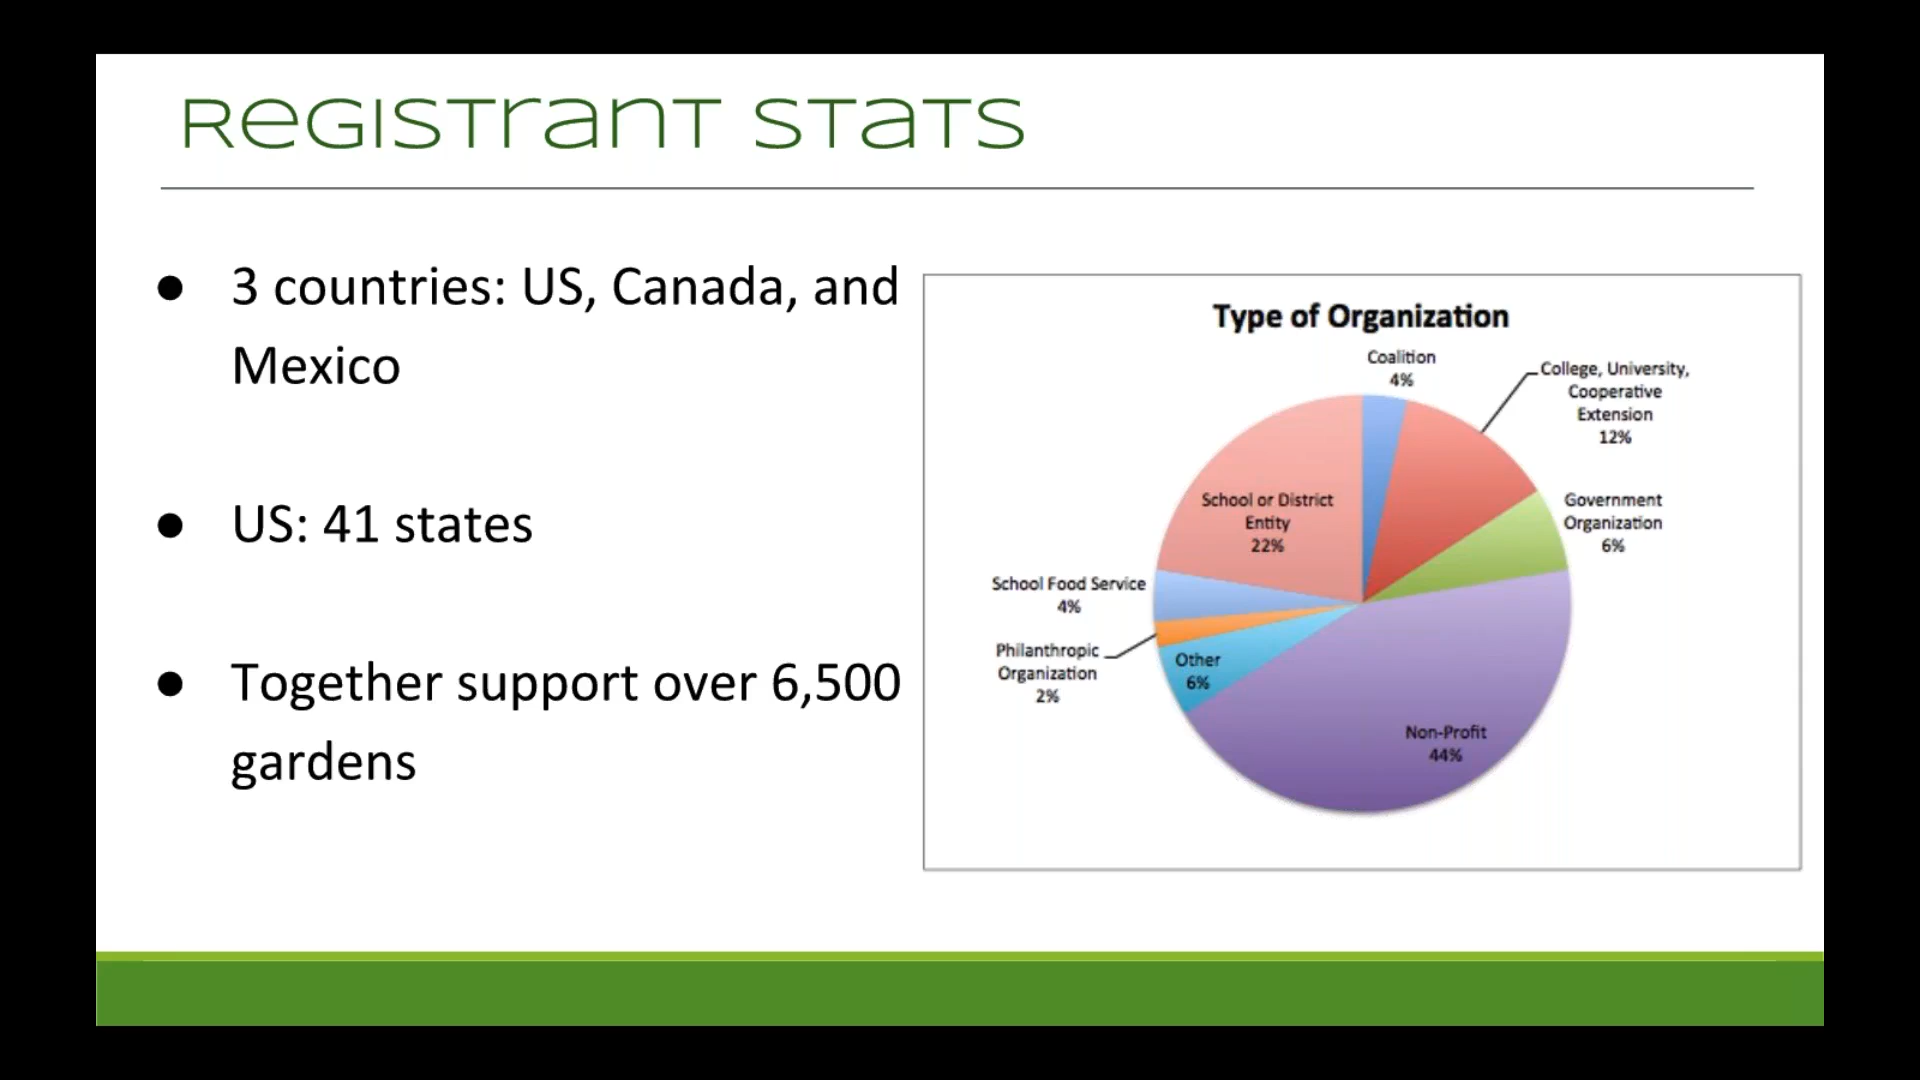 Registrant Stats
● 3 countries: US, Canada, and
Mexico
● US: 41 states
● Together support over 6,500
gardens
Type of Organization
Coalition
4%
College, University,
Cooperative
Extension
12%
Government
Organization
6%
School or District
Entity
22%
School Food Service
4%
Philanthropic
Organization
2%
Other
6%
Non-Profit
44%